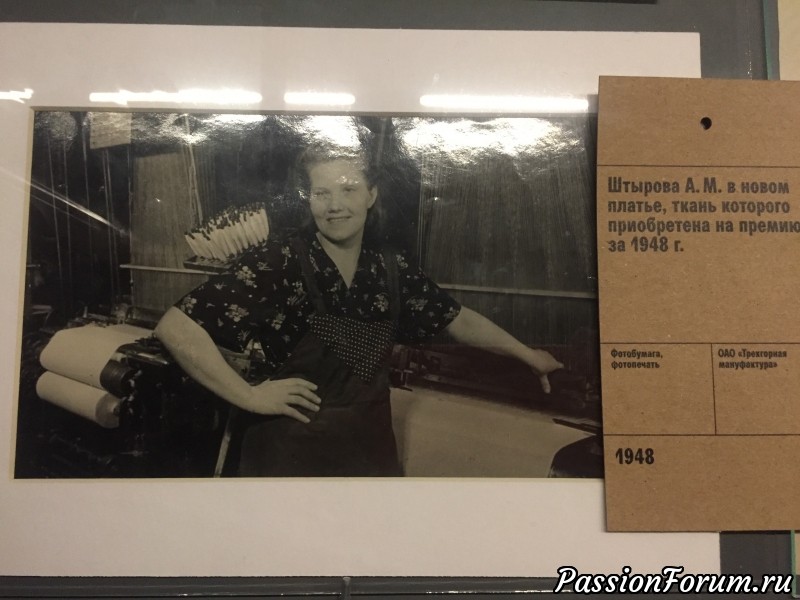 Штырова А. М. в новом
платье, ткань которого
приобретена на премию
за 1948 г.
Фотобумага,
фотопечать
ОАО «Трехгорная
мануфактура»
1948
PassionForum.ru